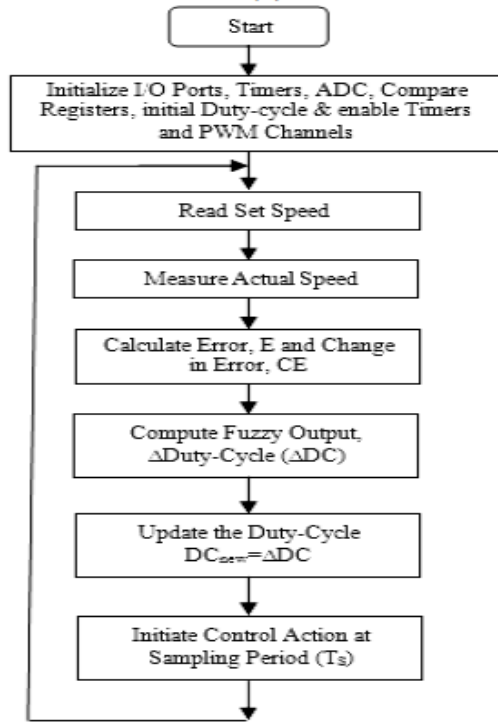 Start
Initialize I/O Ports, Timers, ADC, Compare
Registers, initial Duty-cycle & enable Timers
and PWM Channels
Read Set Speed
Measure Actual Speed
Calculate Error, E and Change
in Error, CE
Compute Fuzzy Output,
ΔDuty-Cycle (ΔDC)
Update the Duty-Cycle
DCnew=ΔDC
Initiate Control Action at
Sampling Period (TS)